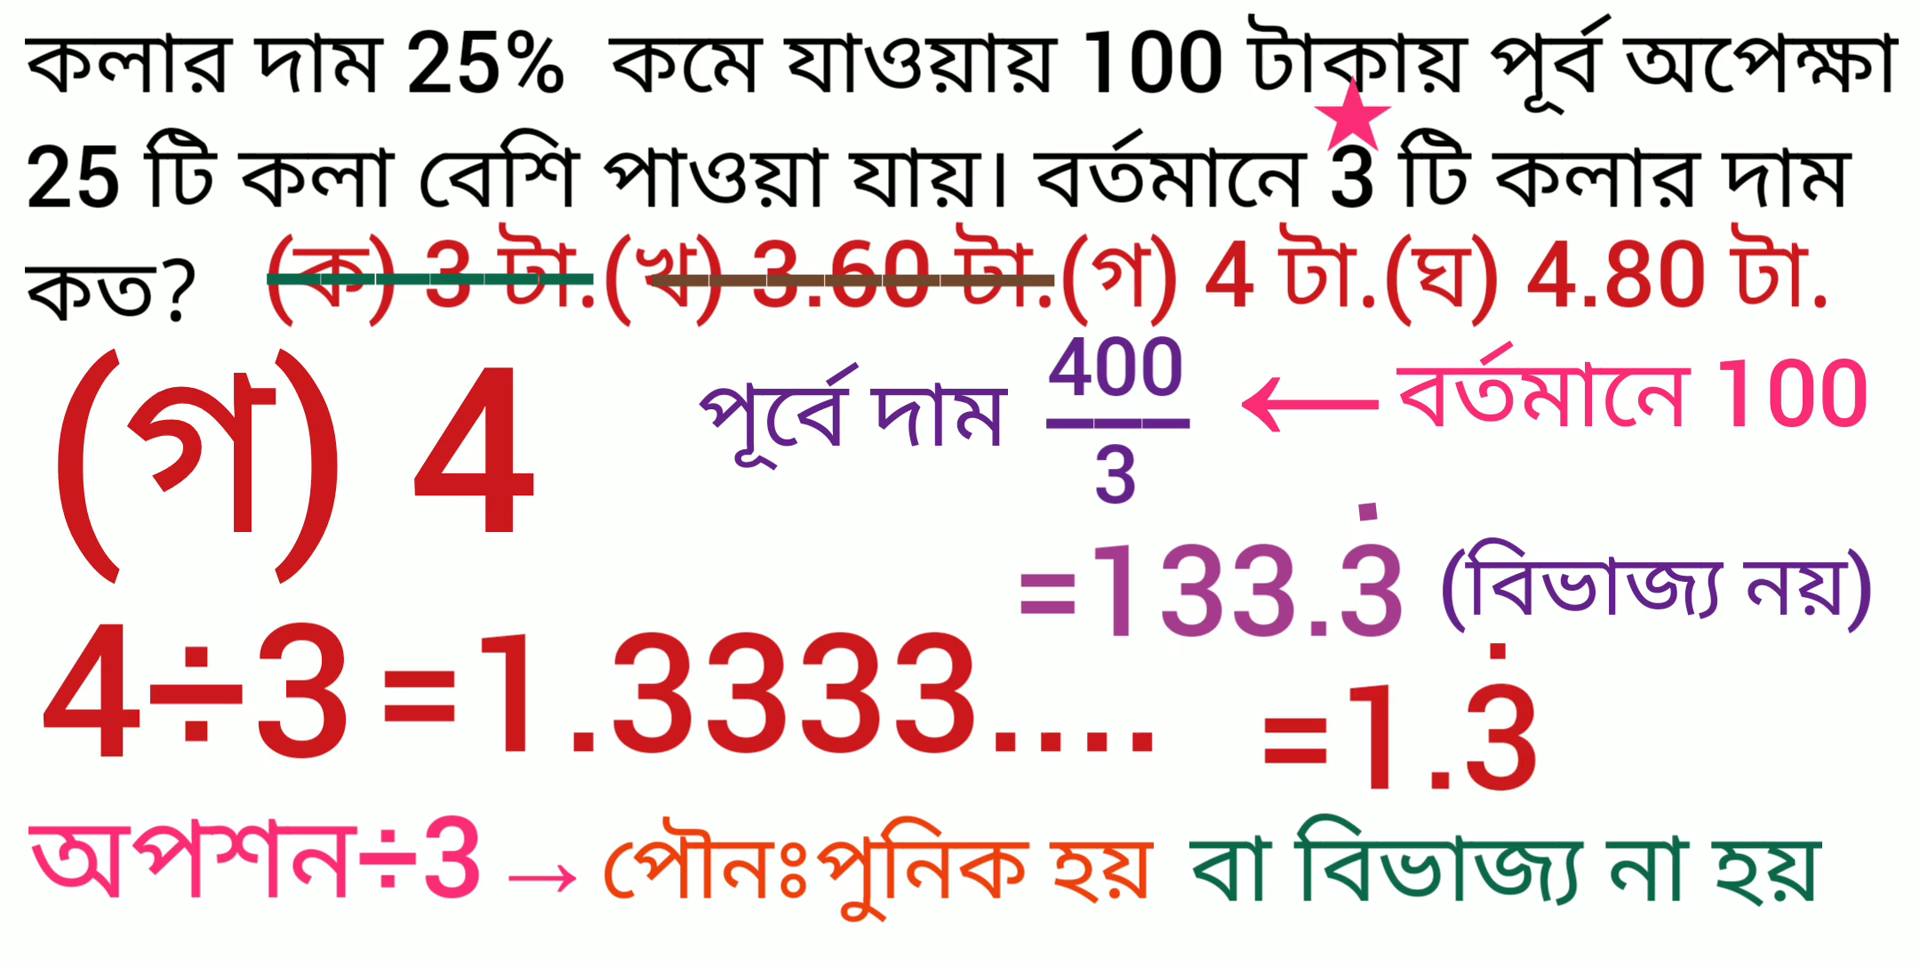 কলার দাম 25% কমে যাওয়ায় 100 টাকায় পূর্ব অপেক্ষা
25 টি কলা বেশি পাওয়া যায়। বর্তমানে 3 টি কলার দাম
কত? (ক) 3 টা.(খ) 3.60 টা.(গ) 4 টা.(ঘ) 4.80 টা.
(গ) 4
পূর্বে দাম 400/3 ← বর্তমানে 100
=133.3̇ (বিভাজ্য নয়)
4÷3=1.3333.... =1.3̇
অপশন÷3 → পৌনঃপুনিক হয় বা বিভাজ্য না হয়